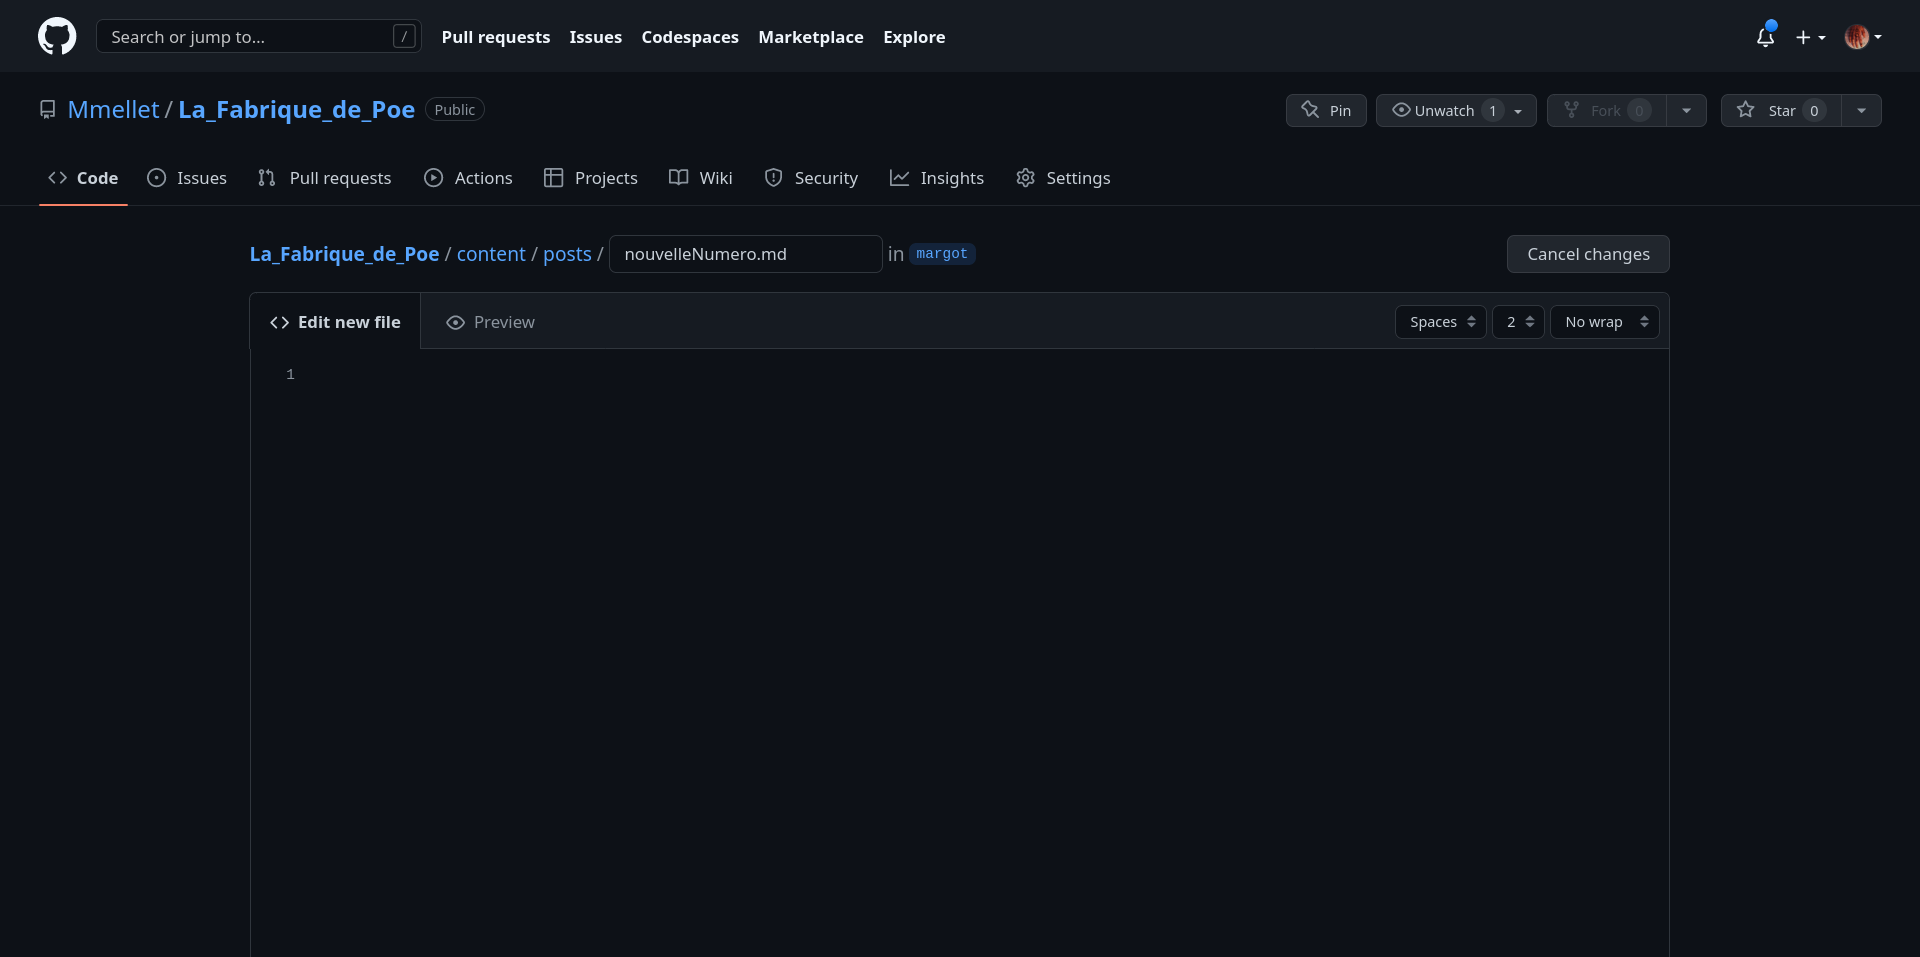 Search or jump to... / Pull requests Issues Codespaces Marketplace Explore
Mmellet / La_Fabrique_de_Poe Public Pin Unwatch 1 Fork 0 Star 0
Code Issues Pull requests Actions Projects Wiki Security Insights Settings
La_Fabrique_de_Poe / content / posts / nouvelleNumero.md in margot Cancel changes
Edit new file Preview Spaces 2 No wrap
1